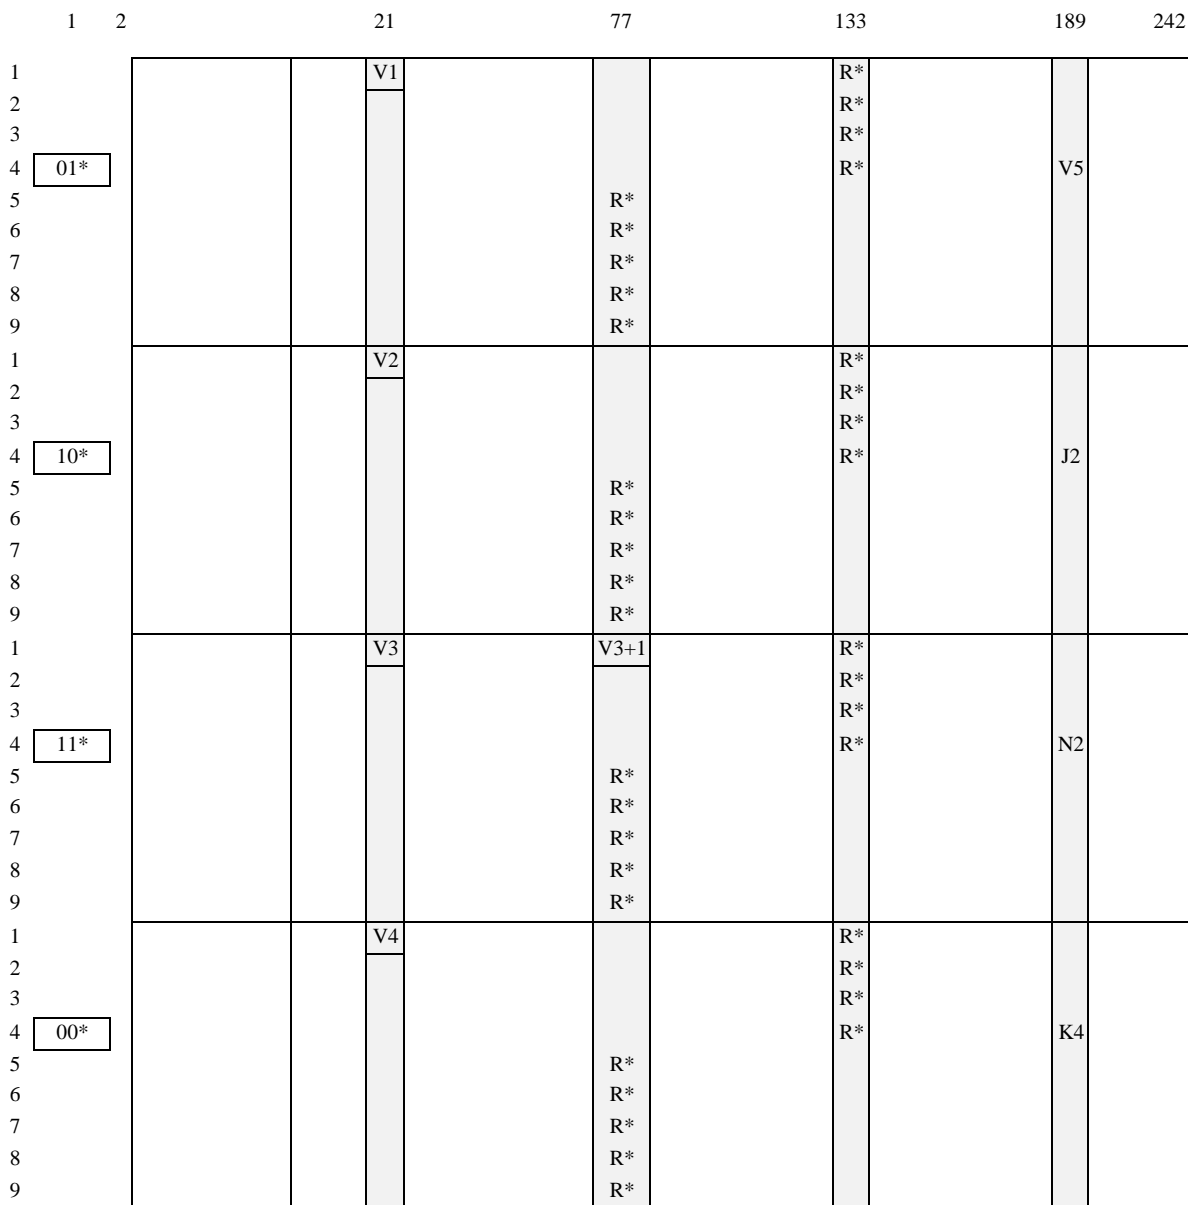 1 2 21 77 133 189 242
1 V1 R*
2 R*
3 R*
4 01* R* V5
5 R*
6 R*
7 R*
8 R*
9 R*
1 V2 R*
2 R*
3 R*
4 10* R* J2
5 R*
6 R*
7 R*
8 R*
9 R*
1 V3 V3+1 R*
2 R*
3 R*
4 11* R* N2
5 R*
6 R*
7 R*
8 R*
9 R*
1 V4 R*
2 R*
3 R*
4 00* R* K4
5 R*
6 R*
7 R*
8 R*
9 R*